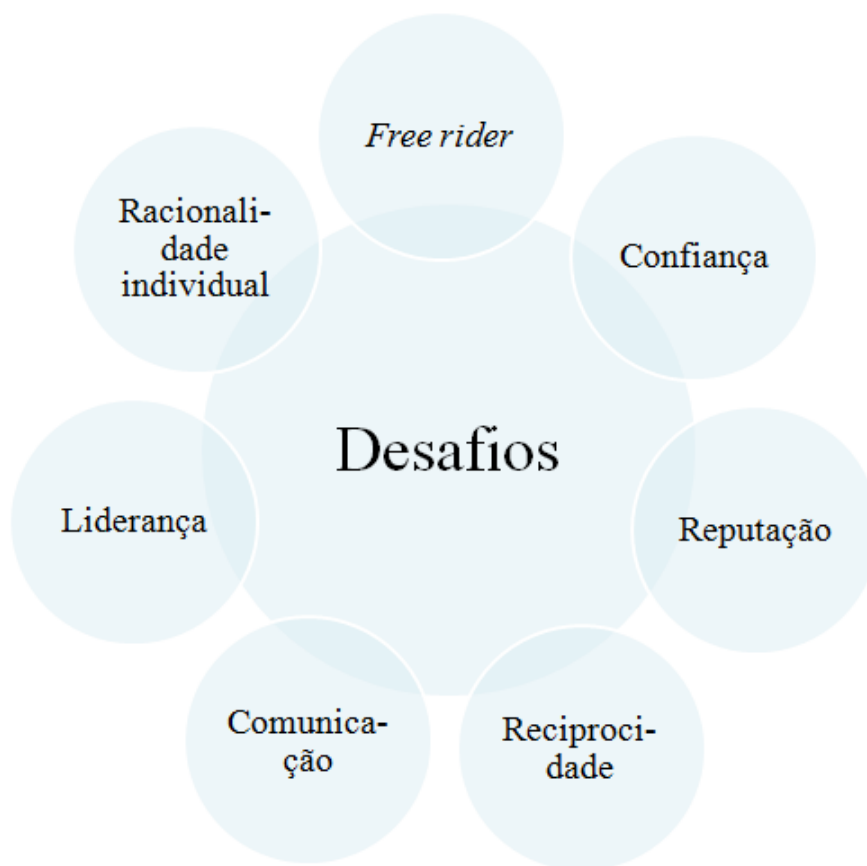 Free rider
Confiança
Reputação
Reciproci-
dade
Comunica-
ção
Liderança
Racionali-
dade
individual
Desafios